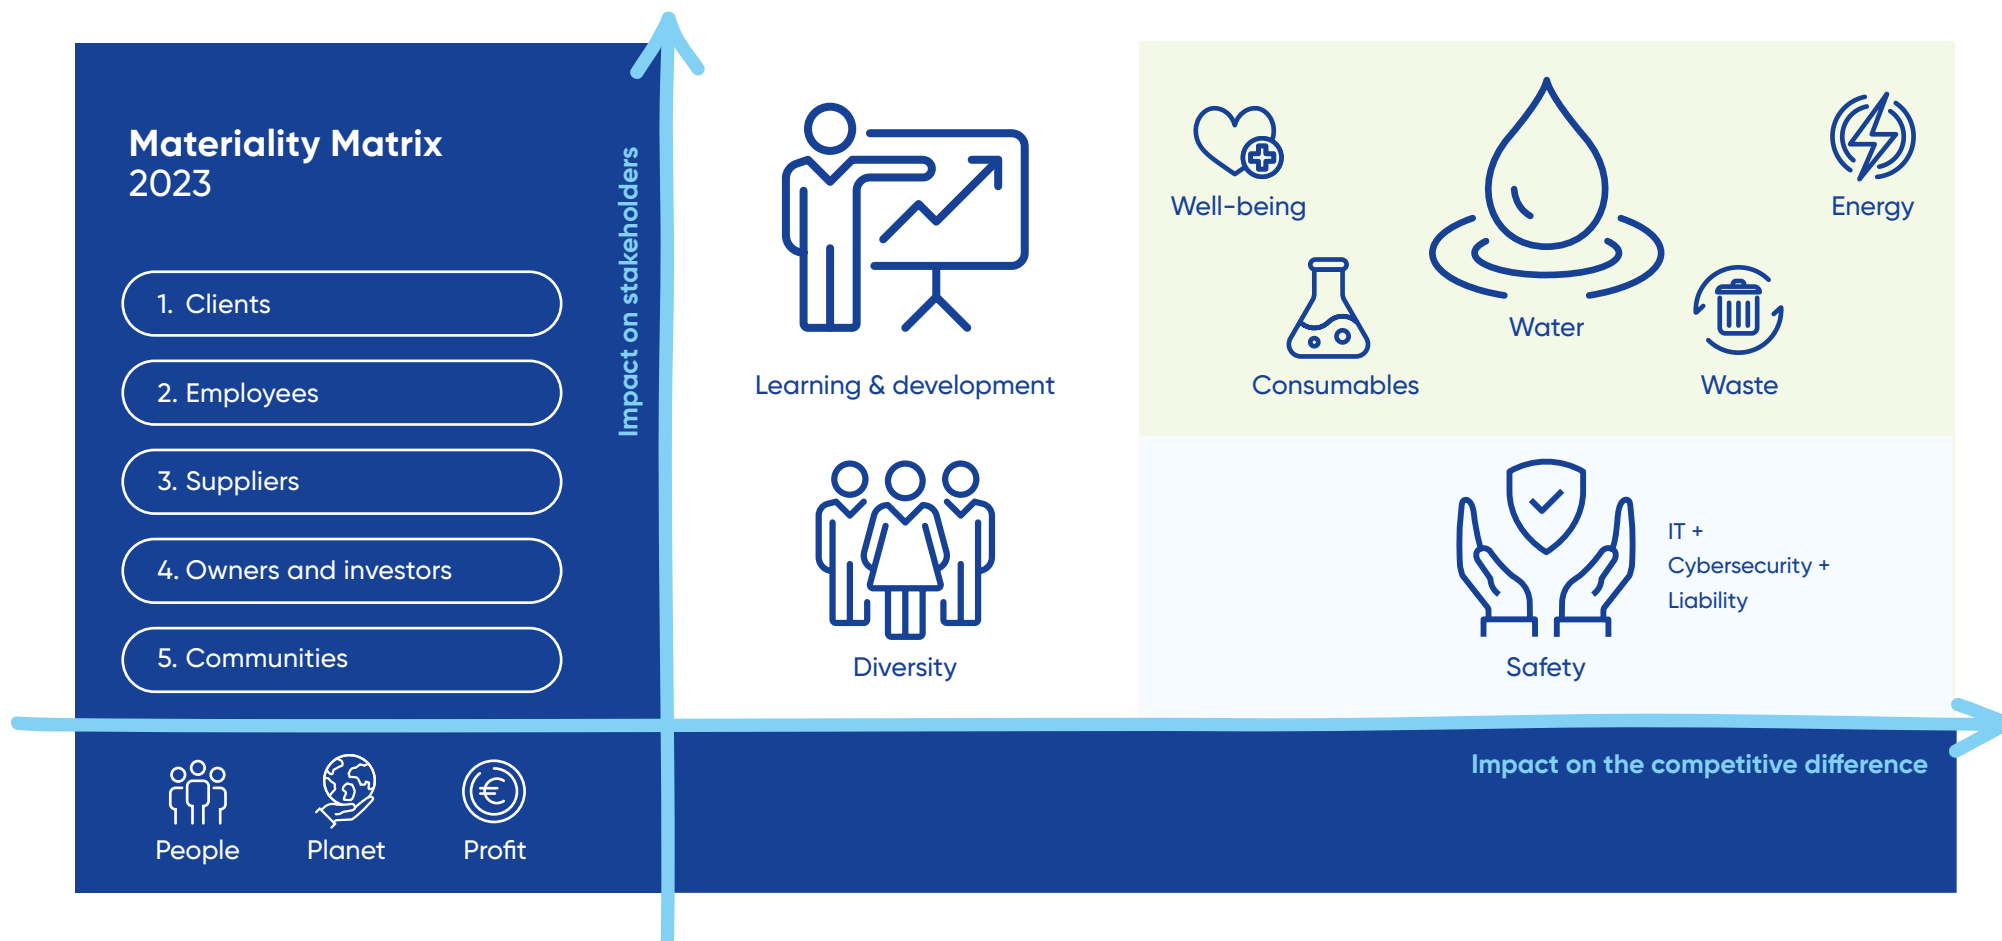 Materiality Matrix
2023
1. Clients
2. Employees
3. Suppliers
4. Owners and investors
5. Communities
People
Planet
Profit
Impact on stakeholders
Learning & development
Diversity
Well-being
Water
Energy
Consumables
Waste
IT +
Cybersecurity +
Liability
Safety
Impact on the competitive difference